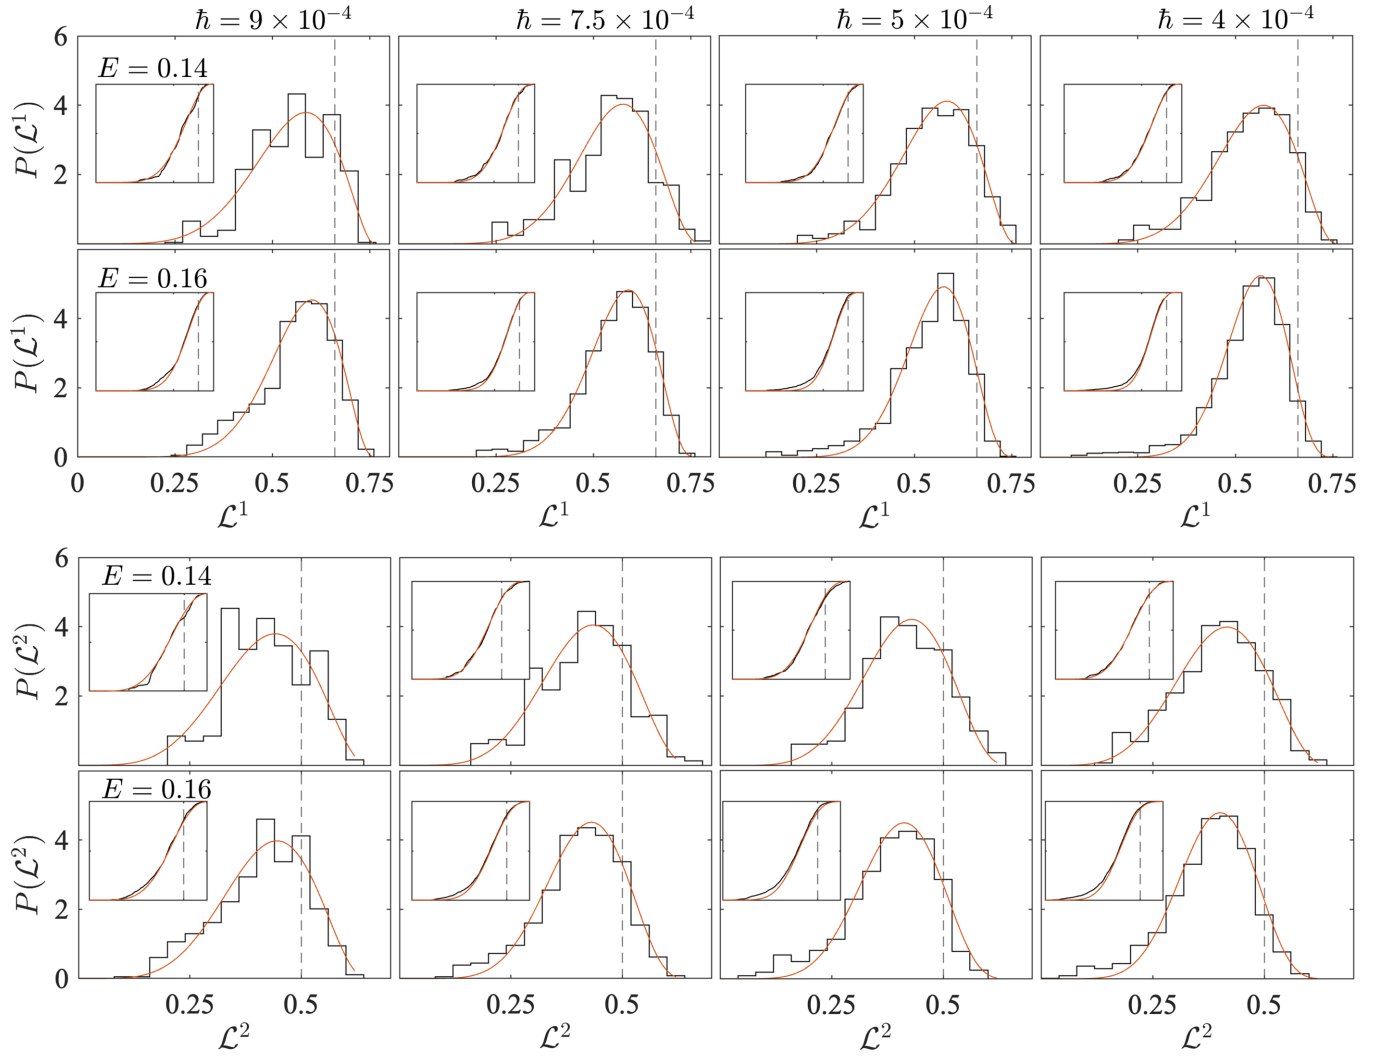 ħ = 9 × 10⁻⁴ ħ = 7.5 × 10⁻⁴ ħ = 5 × 10⁻⁴ ħ = 4 × 10⁻⁴
6
E = 0.14
4
P(ℒ¹)
2
E = 0.16
4
P(ℒ¹)
2
0
0 0.25 0.5 0.75 0.25 0.5 0.75 0.25 0.5 0.75 0.25 0.5 0.75
ℒ¹ ℒ¹ ℒ¹ ℒ¹
6
E = 0.14
4
P(ℒ²)
2
E = 0.16
4
P(ℒ²)
2
0
0.25 0.5 0.25 0.5 0.25 0.5 0.25 0.5
ℒ² ℒ² ℒ² ℒ²